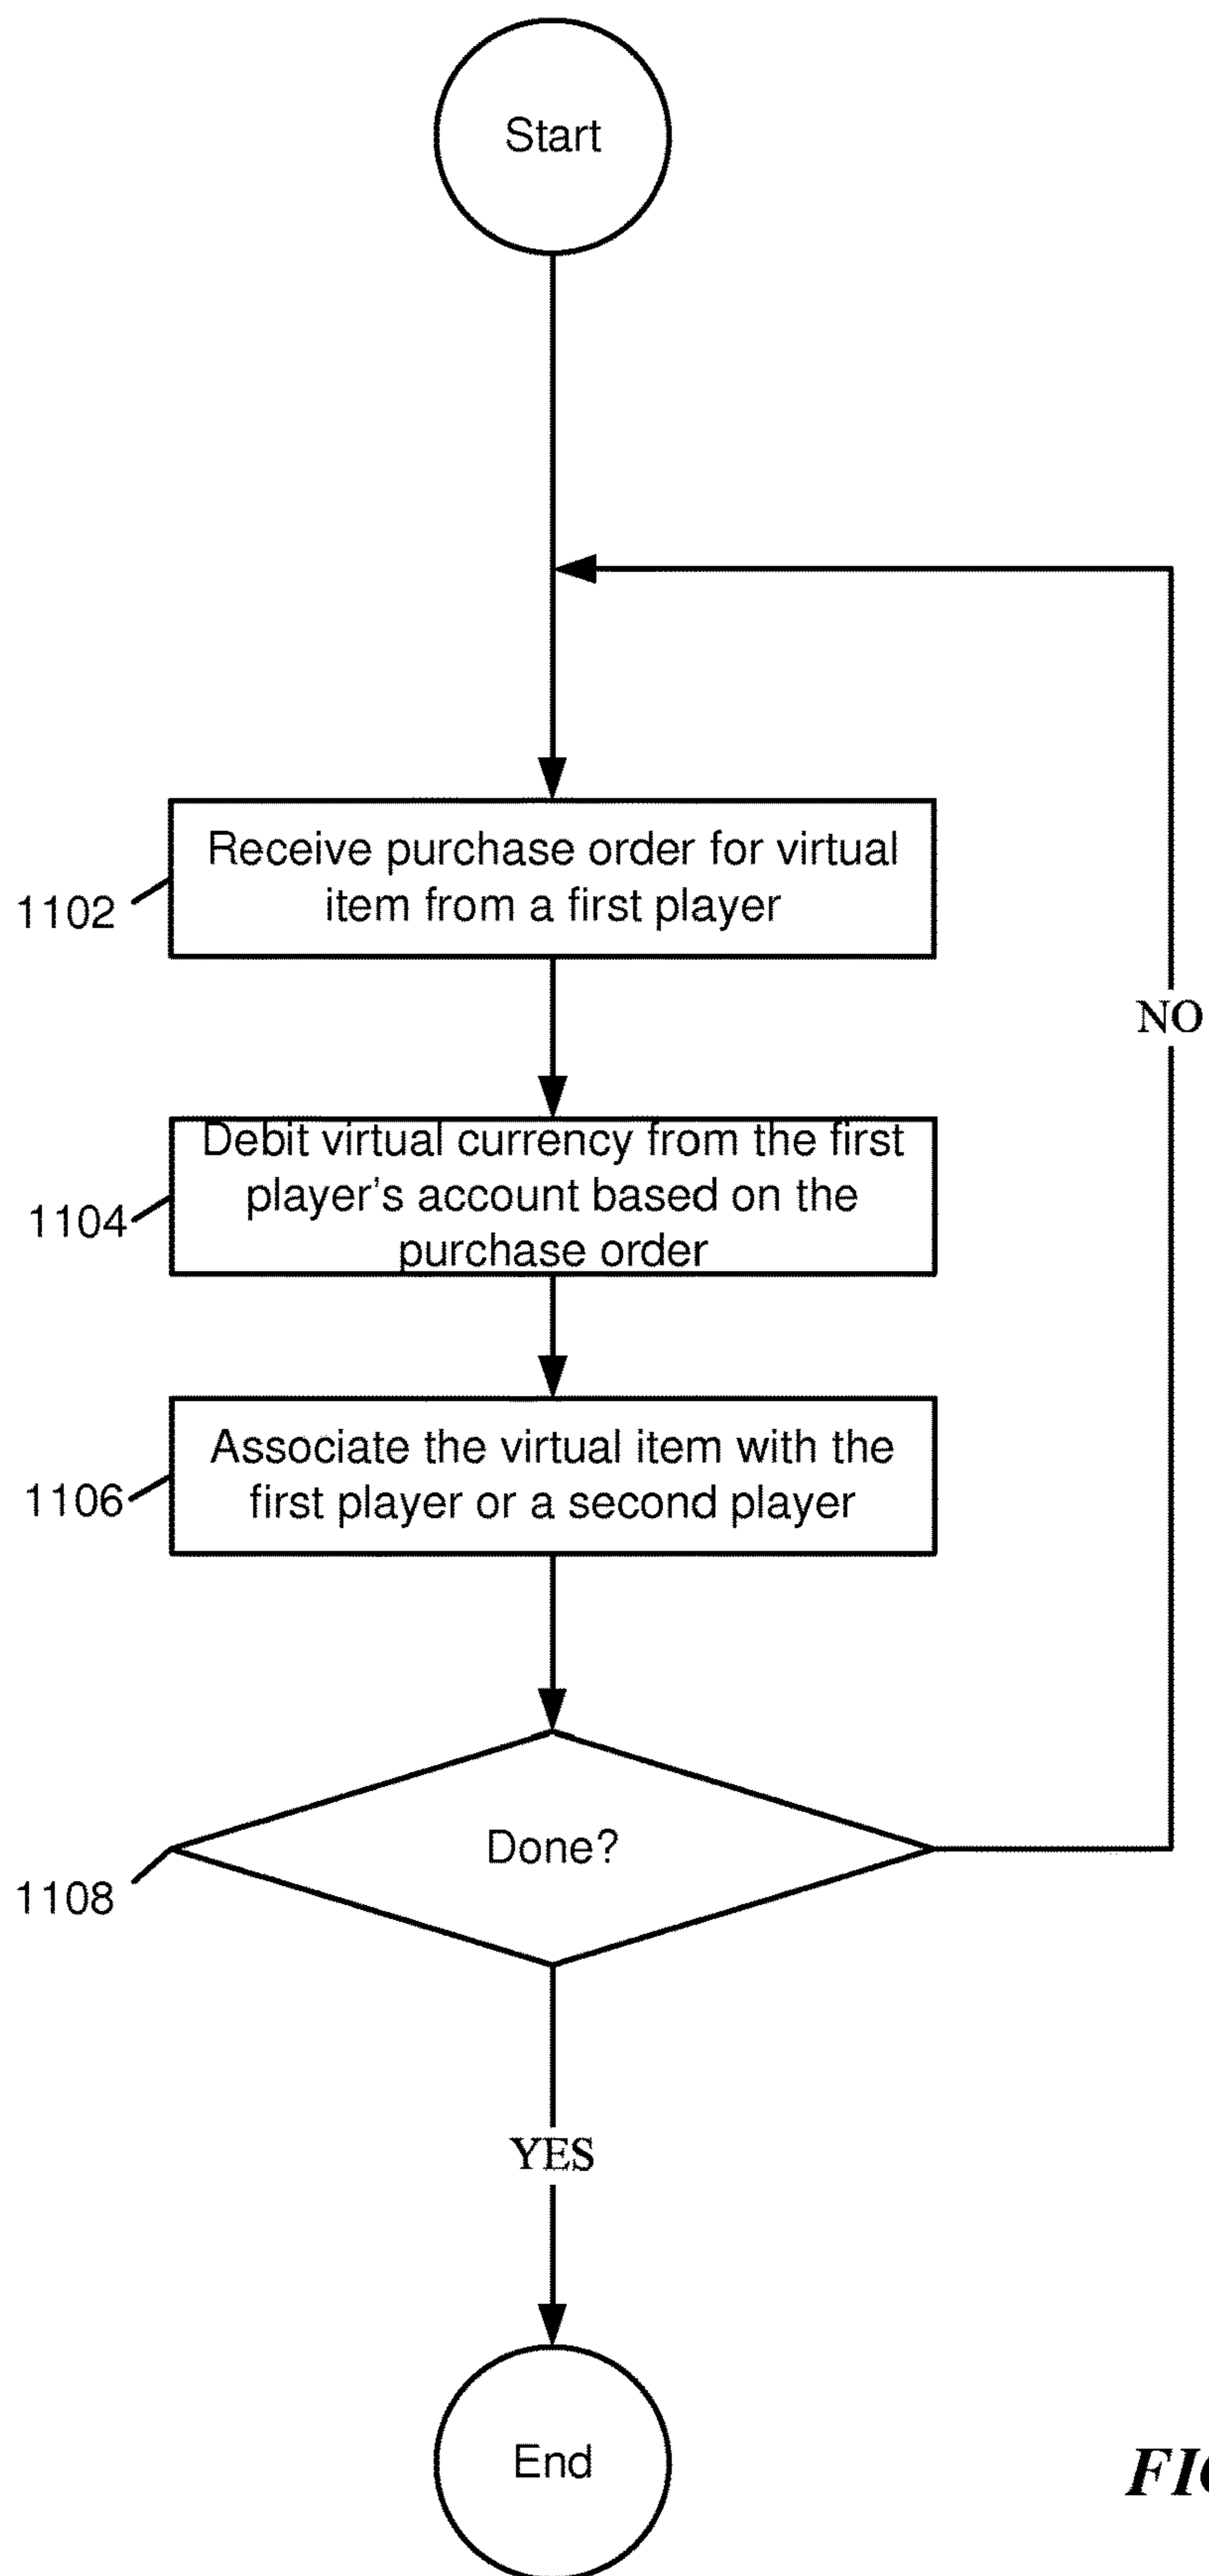 Start
Receive purchase order for virtual
item from a first player
1102
NO
Debit virtual currency from the first
player's account based on the
purchase order
1104
Associate the virtual item with the
first player or a second player
1106
Done?
1108
YES
End